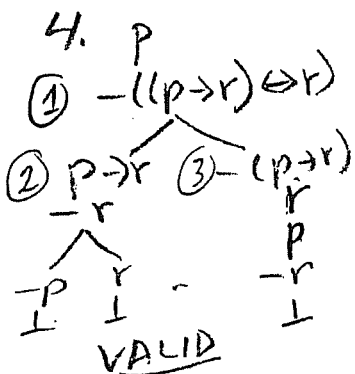 4. p
① -((p→r)↔r)
② p→r ③ -(p→r)
-r r
p
-p r -r
⊥ ⊥ ⊥
VALID